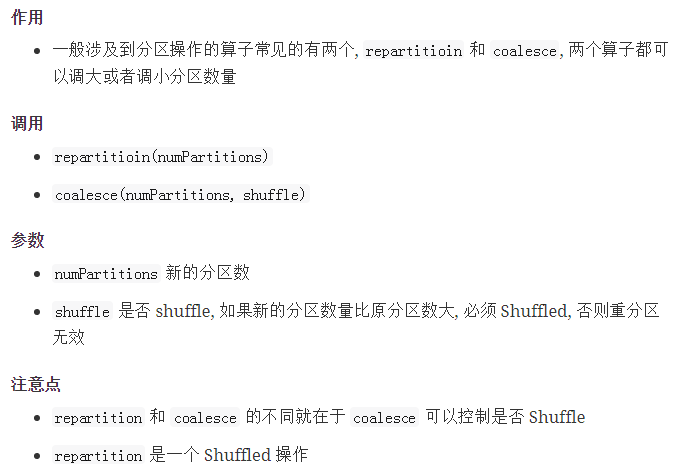 作用
一般涉及到分区操作的算子常见的有两个, repartitioin 和 coalesce, 两个算子都可
以调大或者调小分区数量
调用
repartitioin(numPartitions)
coalesce(numPartitions, shuffle)
参数
numPartitions 新的分区数
shuffle 是否 shuffle, 如果新的分区数量比原分区数大, 必须 Shuffled, 否则重分区
无效
注意点
repartition 和 coalesce 的不同就在于 coalesce 可以控制是否 Shuffle
repartition 是一个 Shuffled 操作